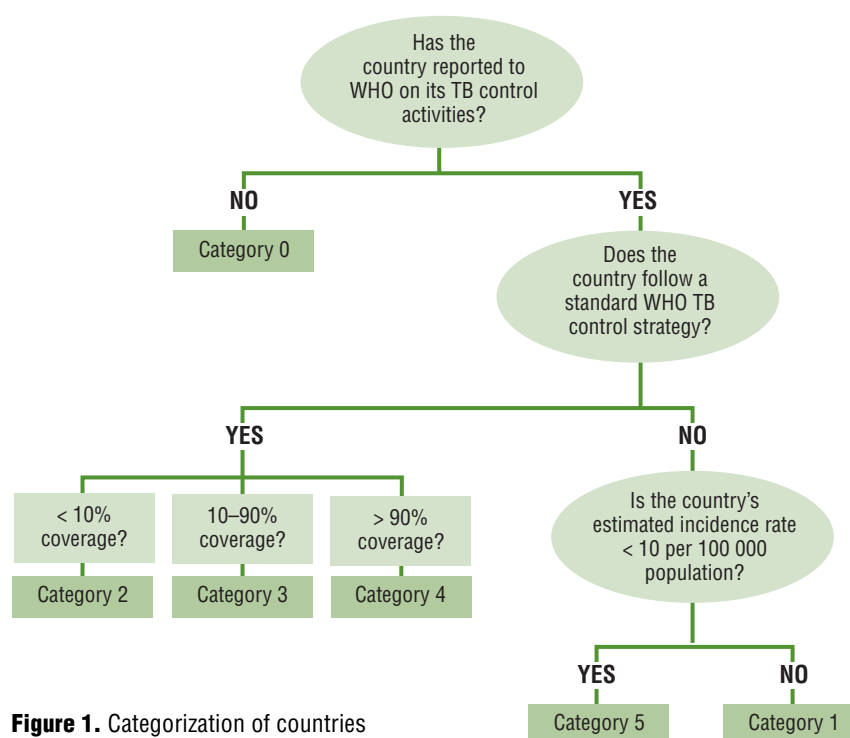 Has the
country reported to
WHO on its TB control
activities?
NO
YES
Category 0
Does the
country follow a
standard WHO TB
control strategy?
YES
NO
< 10%
coverage?
10–90%
coverage?
> 90%
coverage?
Is the country's
estimated incidence rate
< 10 per 100 000
population?
Category 2
Category 3
Category 4
YES
NO
Category 5
Category 1
Figure 1. Categorization of countries